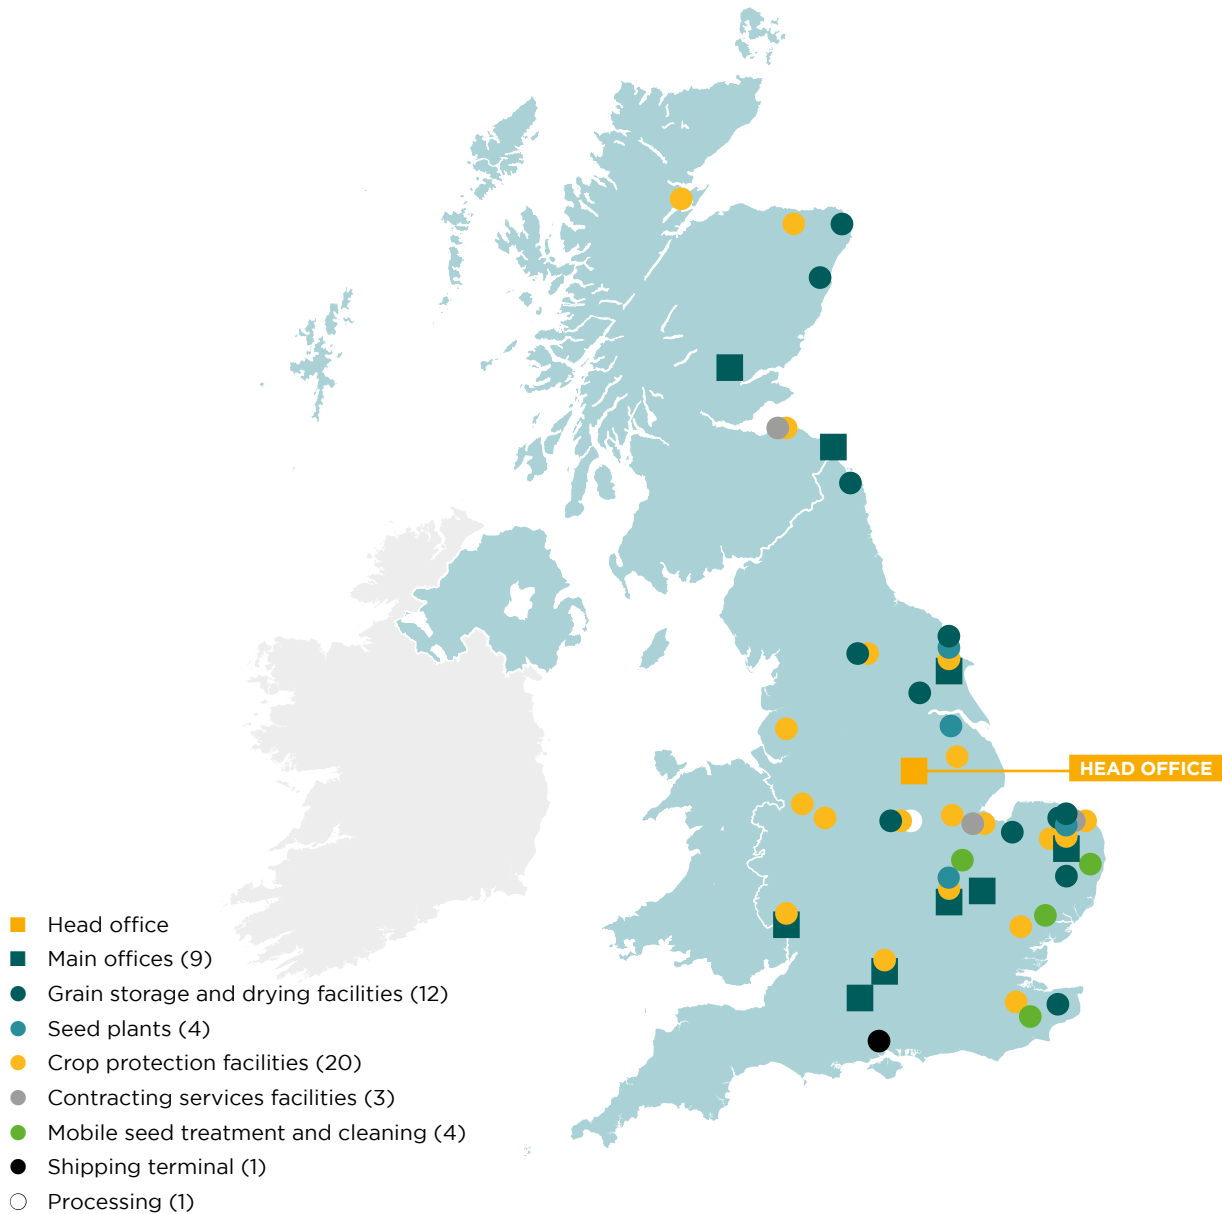 HEAD OFFICE
Head office
Main offices (9)
Grain storage and drying facilities (12)
Seed plants (4)
Crop protection facilities (20)
Contracting services facilities (3)
Mobile seed treatment and cleaning (4)
Shipping terminal (1)
Processing (1)